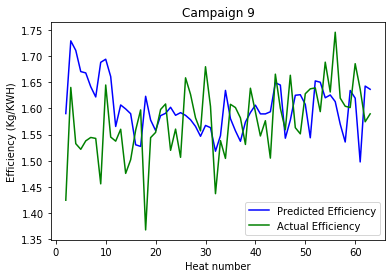 Campaign 9
Efficiency (Kg/KWH)
1.75
1.70
1.65
1.60
1.55
1.50
1.45
1.40
1.35
Predicted Efficiency
Actual Efficiency
0 10 20 30 40 50 60
Heat number